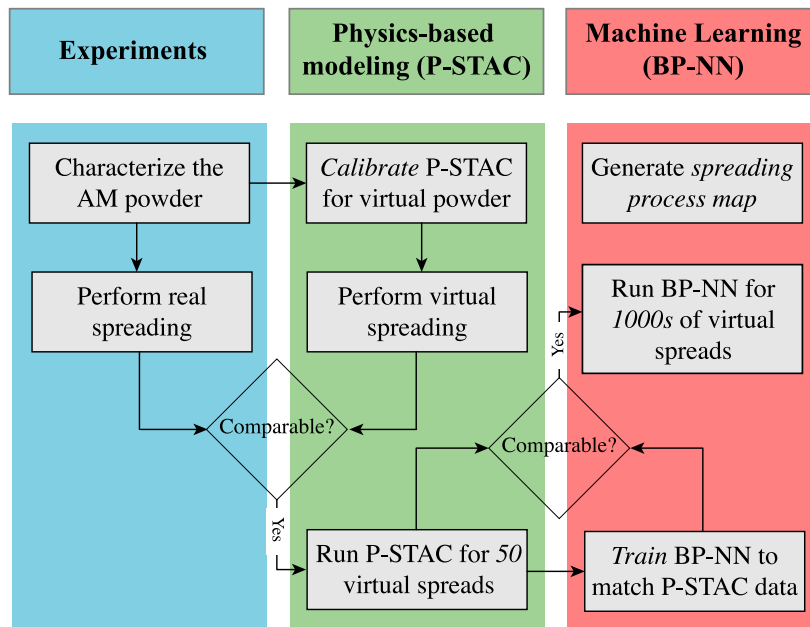 Experiments
Physics-based
modeling (P-STAC)
Machine Learning
(BP-NN)
Characterize the
AM powder
Calibrate P-STAC
for virtual powder
Generate spreading
process map
Perform real
spreading
Perform virtual
spreading
Run BP-NN for
1000s of virtual
spreads
Yes
Comparable?
Comparable?
Yes
Run P-STAC for 50
virtual spreads
Train BP-NN to
match P-STAC data